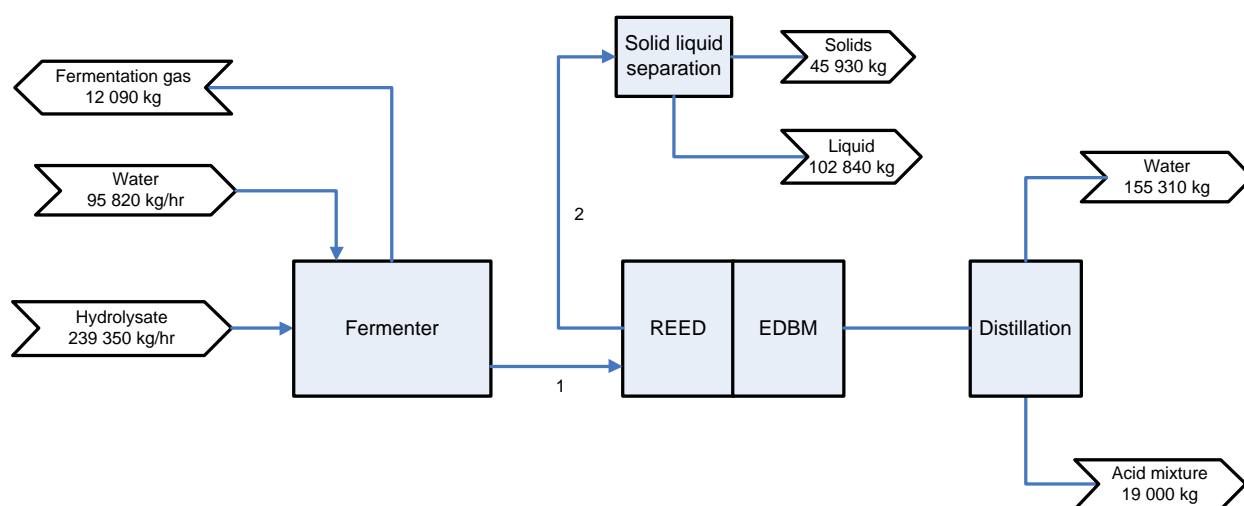 Solid liquid
separation
Solids
45 930 kg
Fermentation gas
12 090 kg
Liquid
102 840 kg
Water
95 820 kg/hr
Water
155 310 kg
2
Hydrolysate
239 350 kg/hr
Fermenter
REED
EDBM
Distillation
1
Acid mixture
19 000 kg